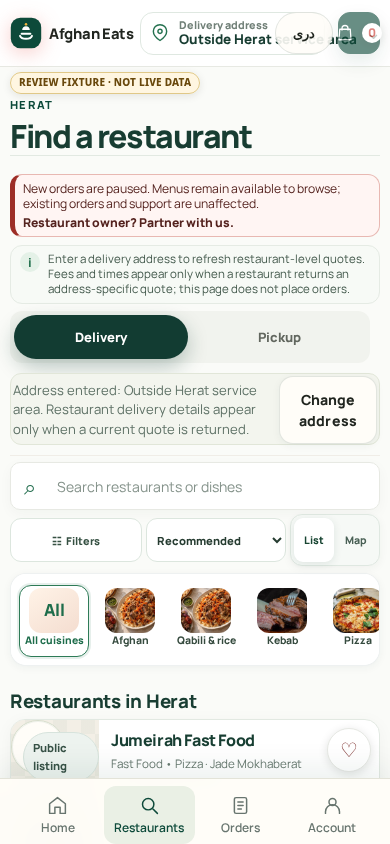 Afghan Eats
Delivery address
Outside Herat service area
دری
0
REVIEW FIXTURE · NOT LIVE DATA
HERAT
Find a restaurant
New orders are paused. Menus remain available to browse;
existing orders and support are unaffected.
Restaurant owner? Partner with us.
i
Enter a delivery address to refresh restaurant-level quotes.
Fees and times appear only when a restaurant returns an
address-specific quote; this page does not place orders.
Delivery
Pickup
Address entered: Outside Herat service
area. Restaurant delivery details appear
only when a current quote is returned.
Change
address
Search restaurants or dishes
Filters
Recommended
List
Map
All
All cuisines
Afghan
Qabili & rice
Kebab
Pizza
Restaurants in Herat
Public
listing
Jumeirah Fast Food
Fast Food • Pizza · Jade Mokhaberat
Home
Restaurants
Orders
Account